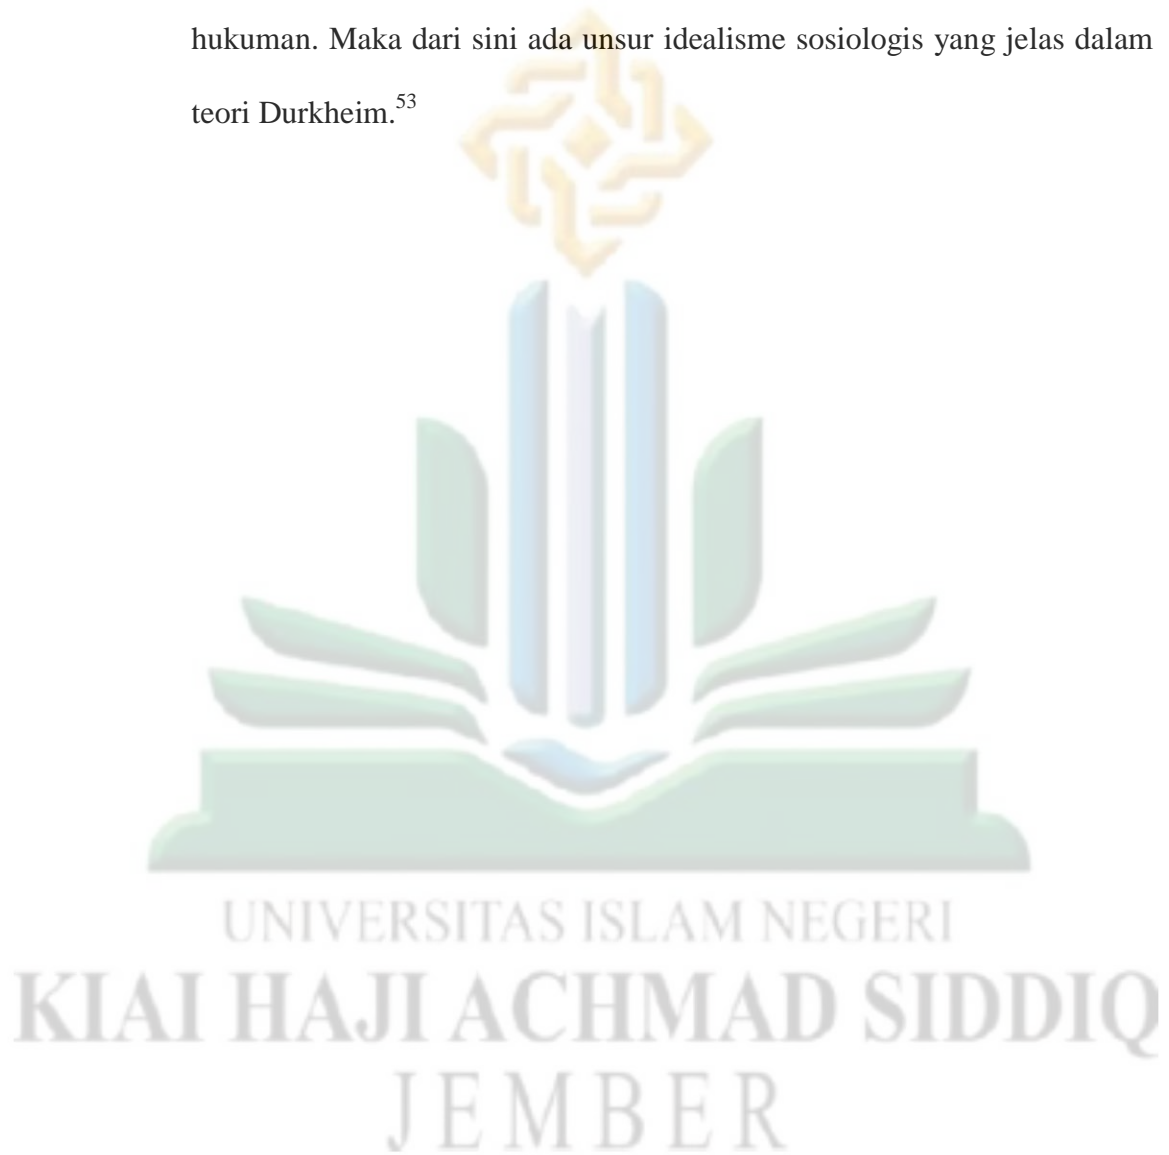 hukuman. Maka dari sini ada unsur idealisme sosiologis yang jelas dalam
teori Durkheim.53
UNIVERSITAS ISLAM NEGERI
KIAI HAJI ACHMAD SIDDIQ
JEMBER